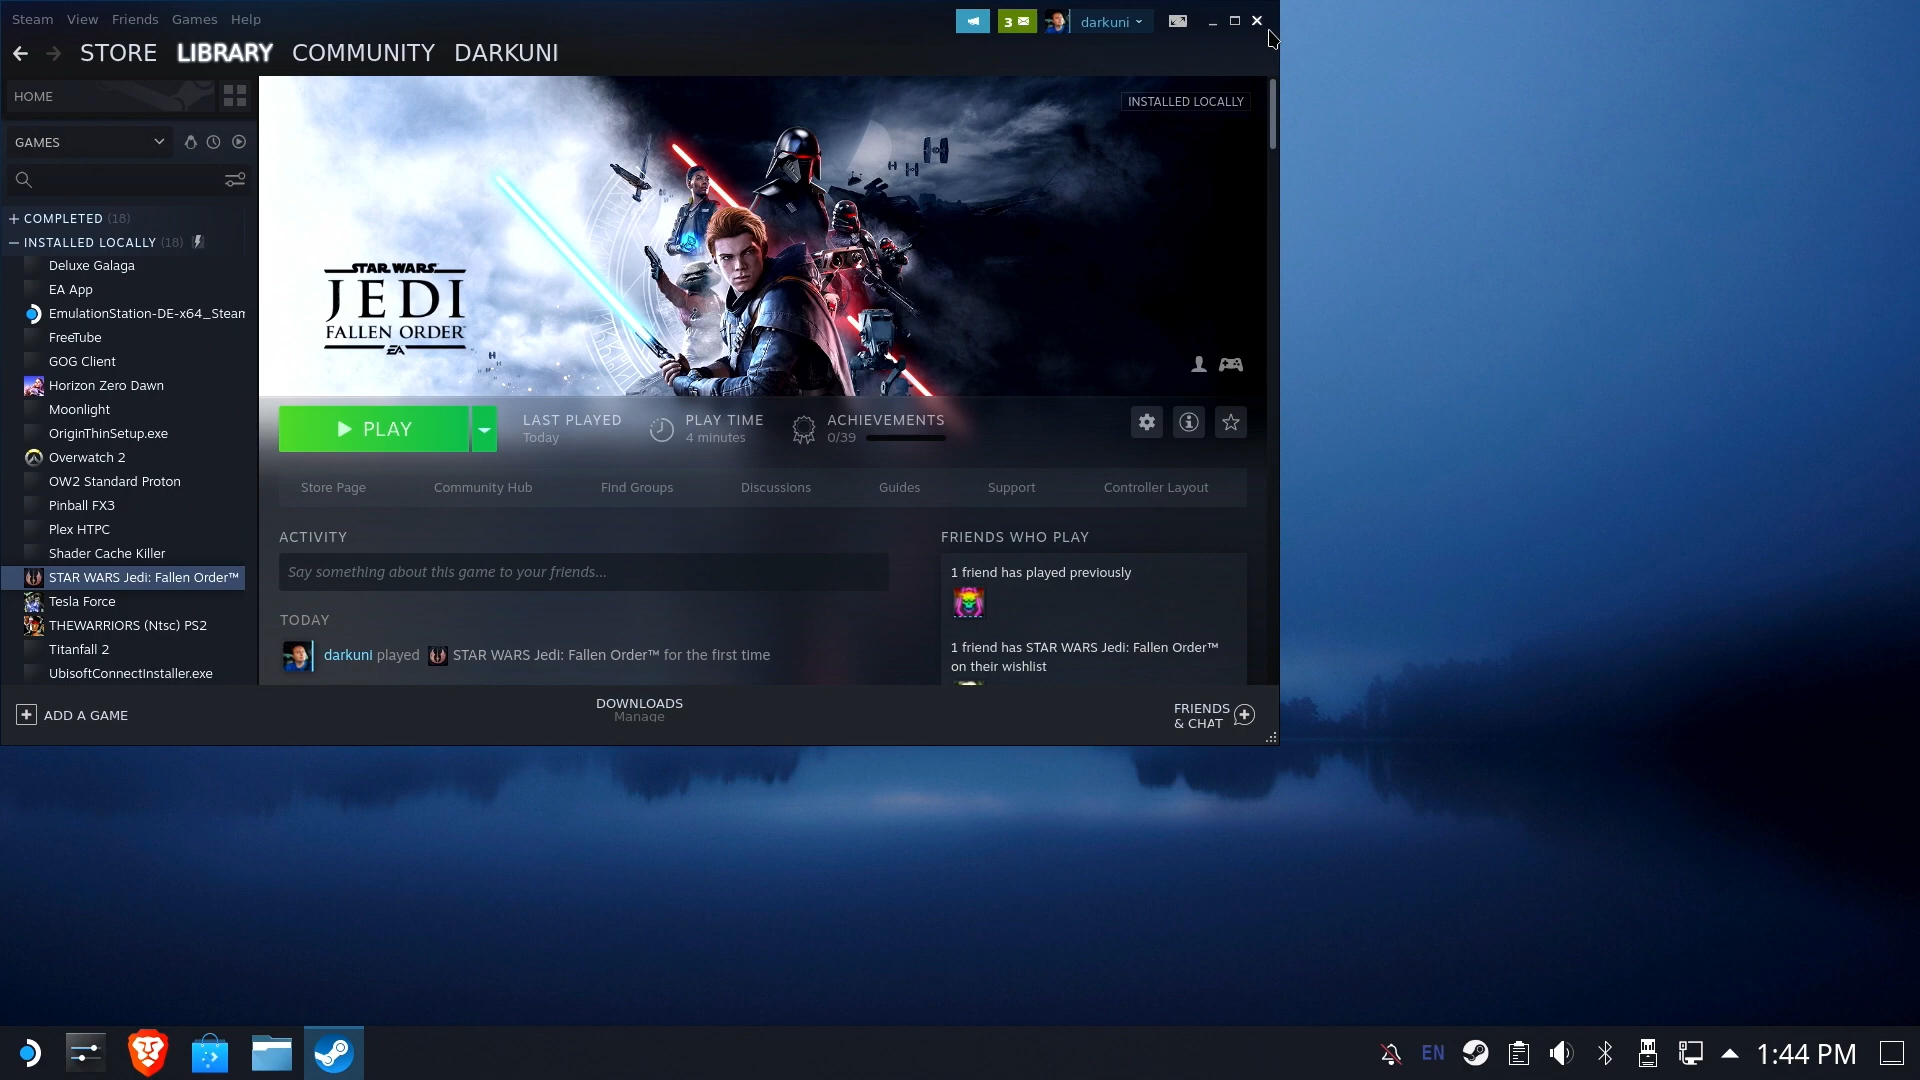 Steam View Friends Games Help
3 darkuni
STORE LIBRARY COMMUNITY DARKUNI
HOME
GAMES
COMPLETED (18)
INSTALLED LOCALLY (18)
Deluxe Galaga
EA App
EmulationStation-DE-x64_Steam
FreeTube
GOG Client
Horizon Zero Dawn
Moonlight
OriginThinSetup.exe
Overwatch 2
OW2 Standard Proton
Pinball FX3
Plex HTPC
Shader Cache Killer
STAR WARS Jedi: Fallen Order™
Tesla Force
THEWARRIORS (Ntsc) PS2
Titanfall 2
UbisoftConnectInstaller.exe
INSTALLED LOCALLY
STAR WARS
JEDI
FALLEN ORDER
EA
PLAY
LAST PLAYED
Today
PLAY TIME
4 minutes
ACHIEVEMENTS
0/39
Store Page Community Hub Find Groups Discussions Guides Support Controller Layout
ACTIVITY
Say something about this game to your friends...
TODAY
darkuni played STAR WARS Jedi: Fallen Order™ for the first time
FRIENDS WHO PLAY
1 friend has played previously
1 friend has STAR WARS Jedi: Fallen Order™
on their wishlist
ADD A GAME
DOWNLOADS
Manage
FRIENDS
& CHAT
EN
1:44 PM